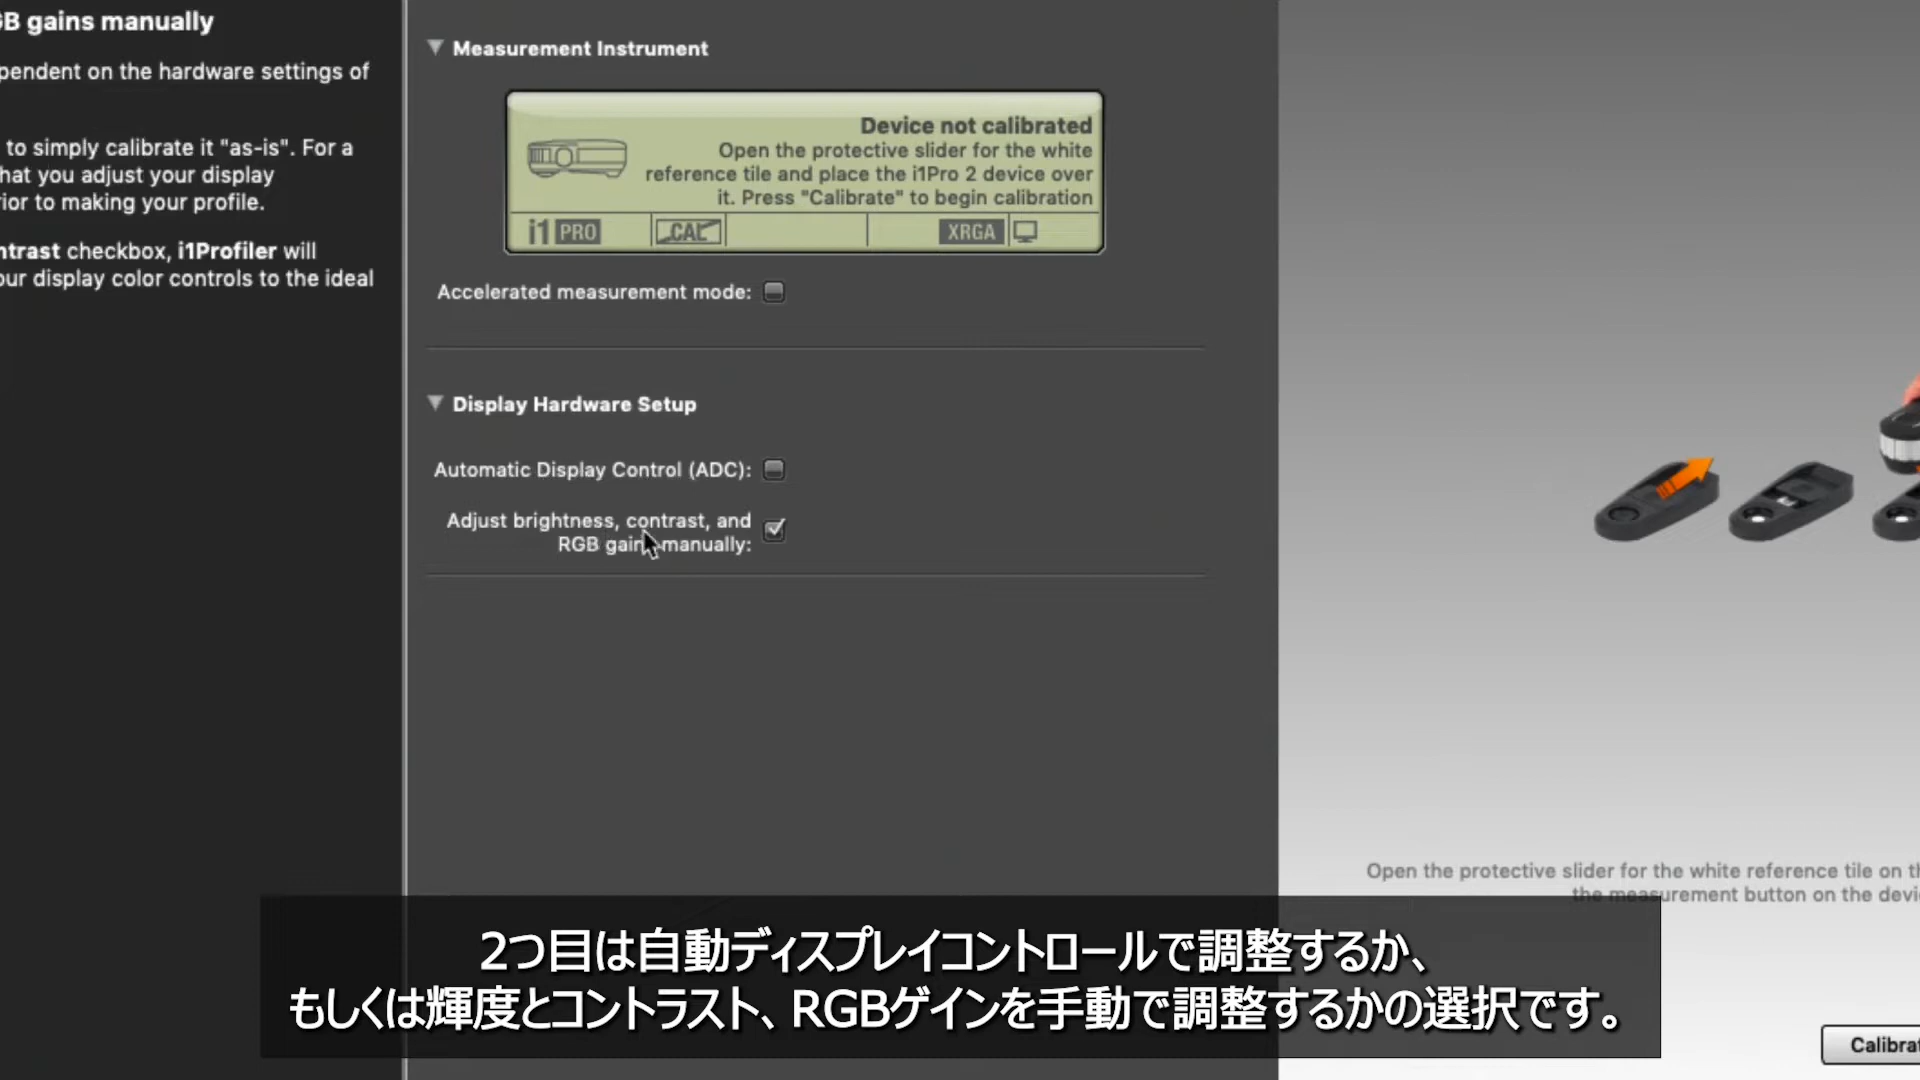 B gains manually
pendent on the hardware settings of
to simply calibrate it "as-is". For a
hat you adjust your display
ior to making your profile.
ntrast checkbox, i1Profiler will
our display color controls to the ideal
Measurement Instrument
Device not calibrated
Open the protective slider for the white
reference tile and place the i1Pro 2 device over
it. Press "Calibrate" to begin calibration
i1 PRO
CAL
XRGA
Accelerated measurement mode:
Display Hardware Setup
Automatic Display Control (ADC):
Adjust brightness, contrast, and
RGB gain manually:
Open the protective slider for the white reference tile on th
the measurement button on the devi
2つ目は自動ディスプレイコントロールで調整するか、
もしくは輝度とコントラスト、RGBゲインを手動で調整するかの選択です。
Calibrat